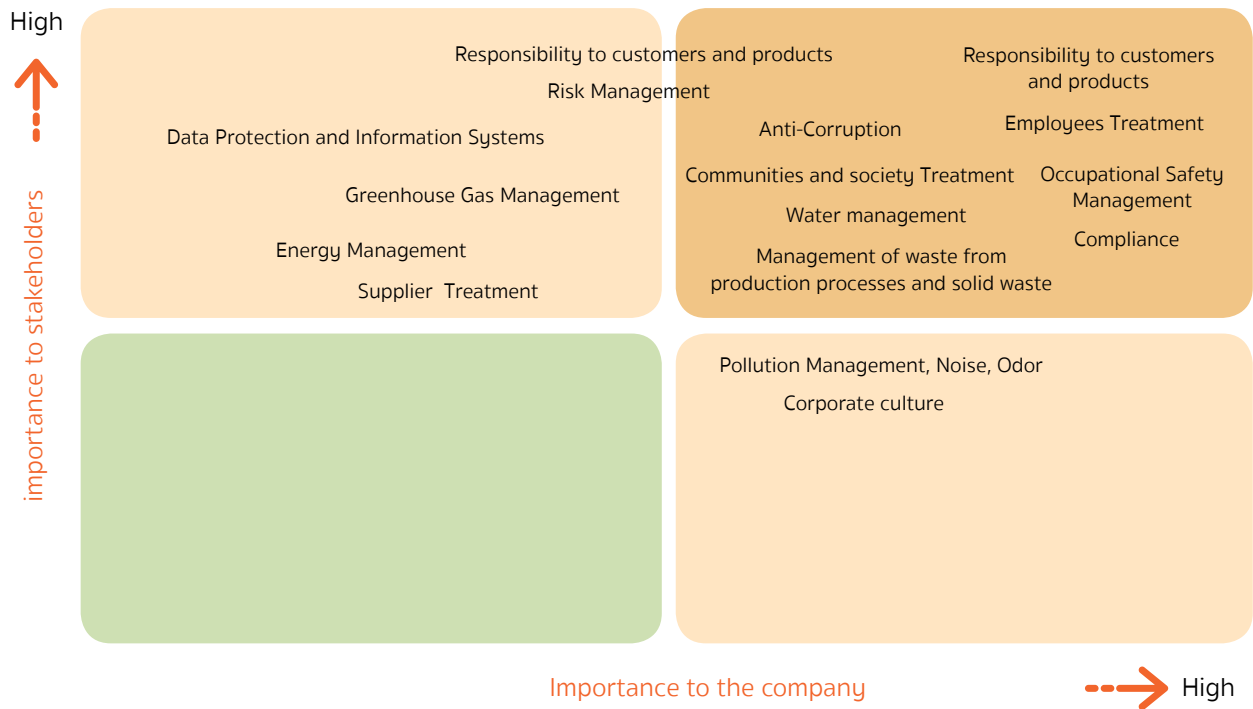 High
importance to stakeholders
Responsibility to customers and products
Risk Management
Data Protection and Information Systems
Greenhouse Gas Management
Energy Management
Supplier Treatment
Responsibility to customers
and products
Anti-Corruption
Employees Treatment
Communities and society Treatment
Occupational Safety
Management
Water management
Compliance
Management of waste from
production processes and solid waste
Pollution Management, Noise, Odor
Corporate culture
Importance to the company
High